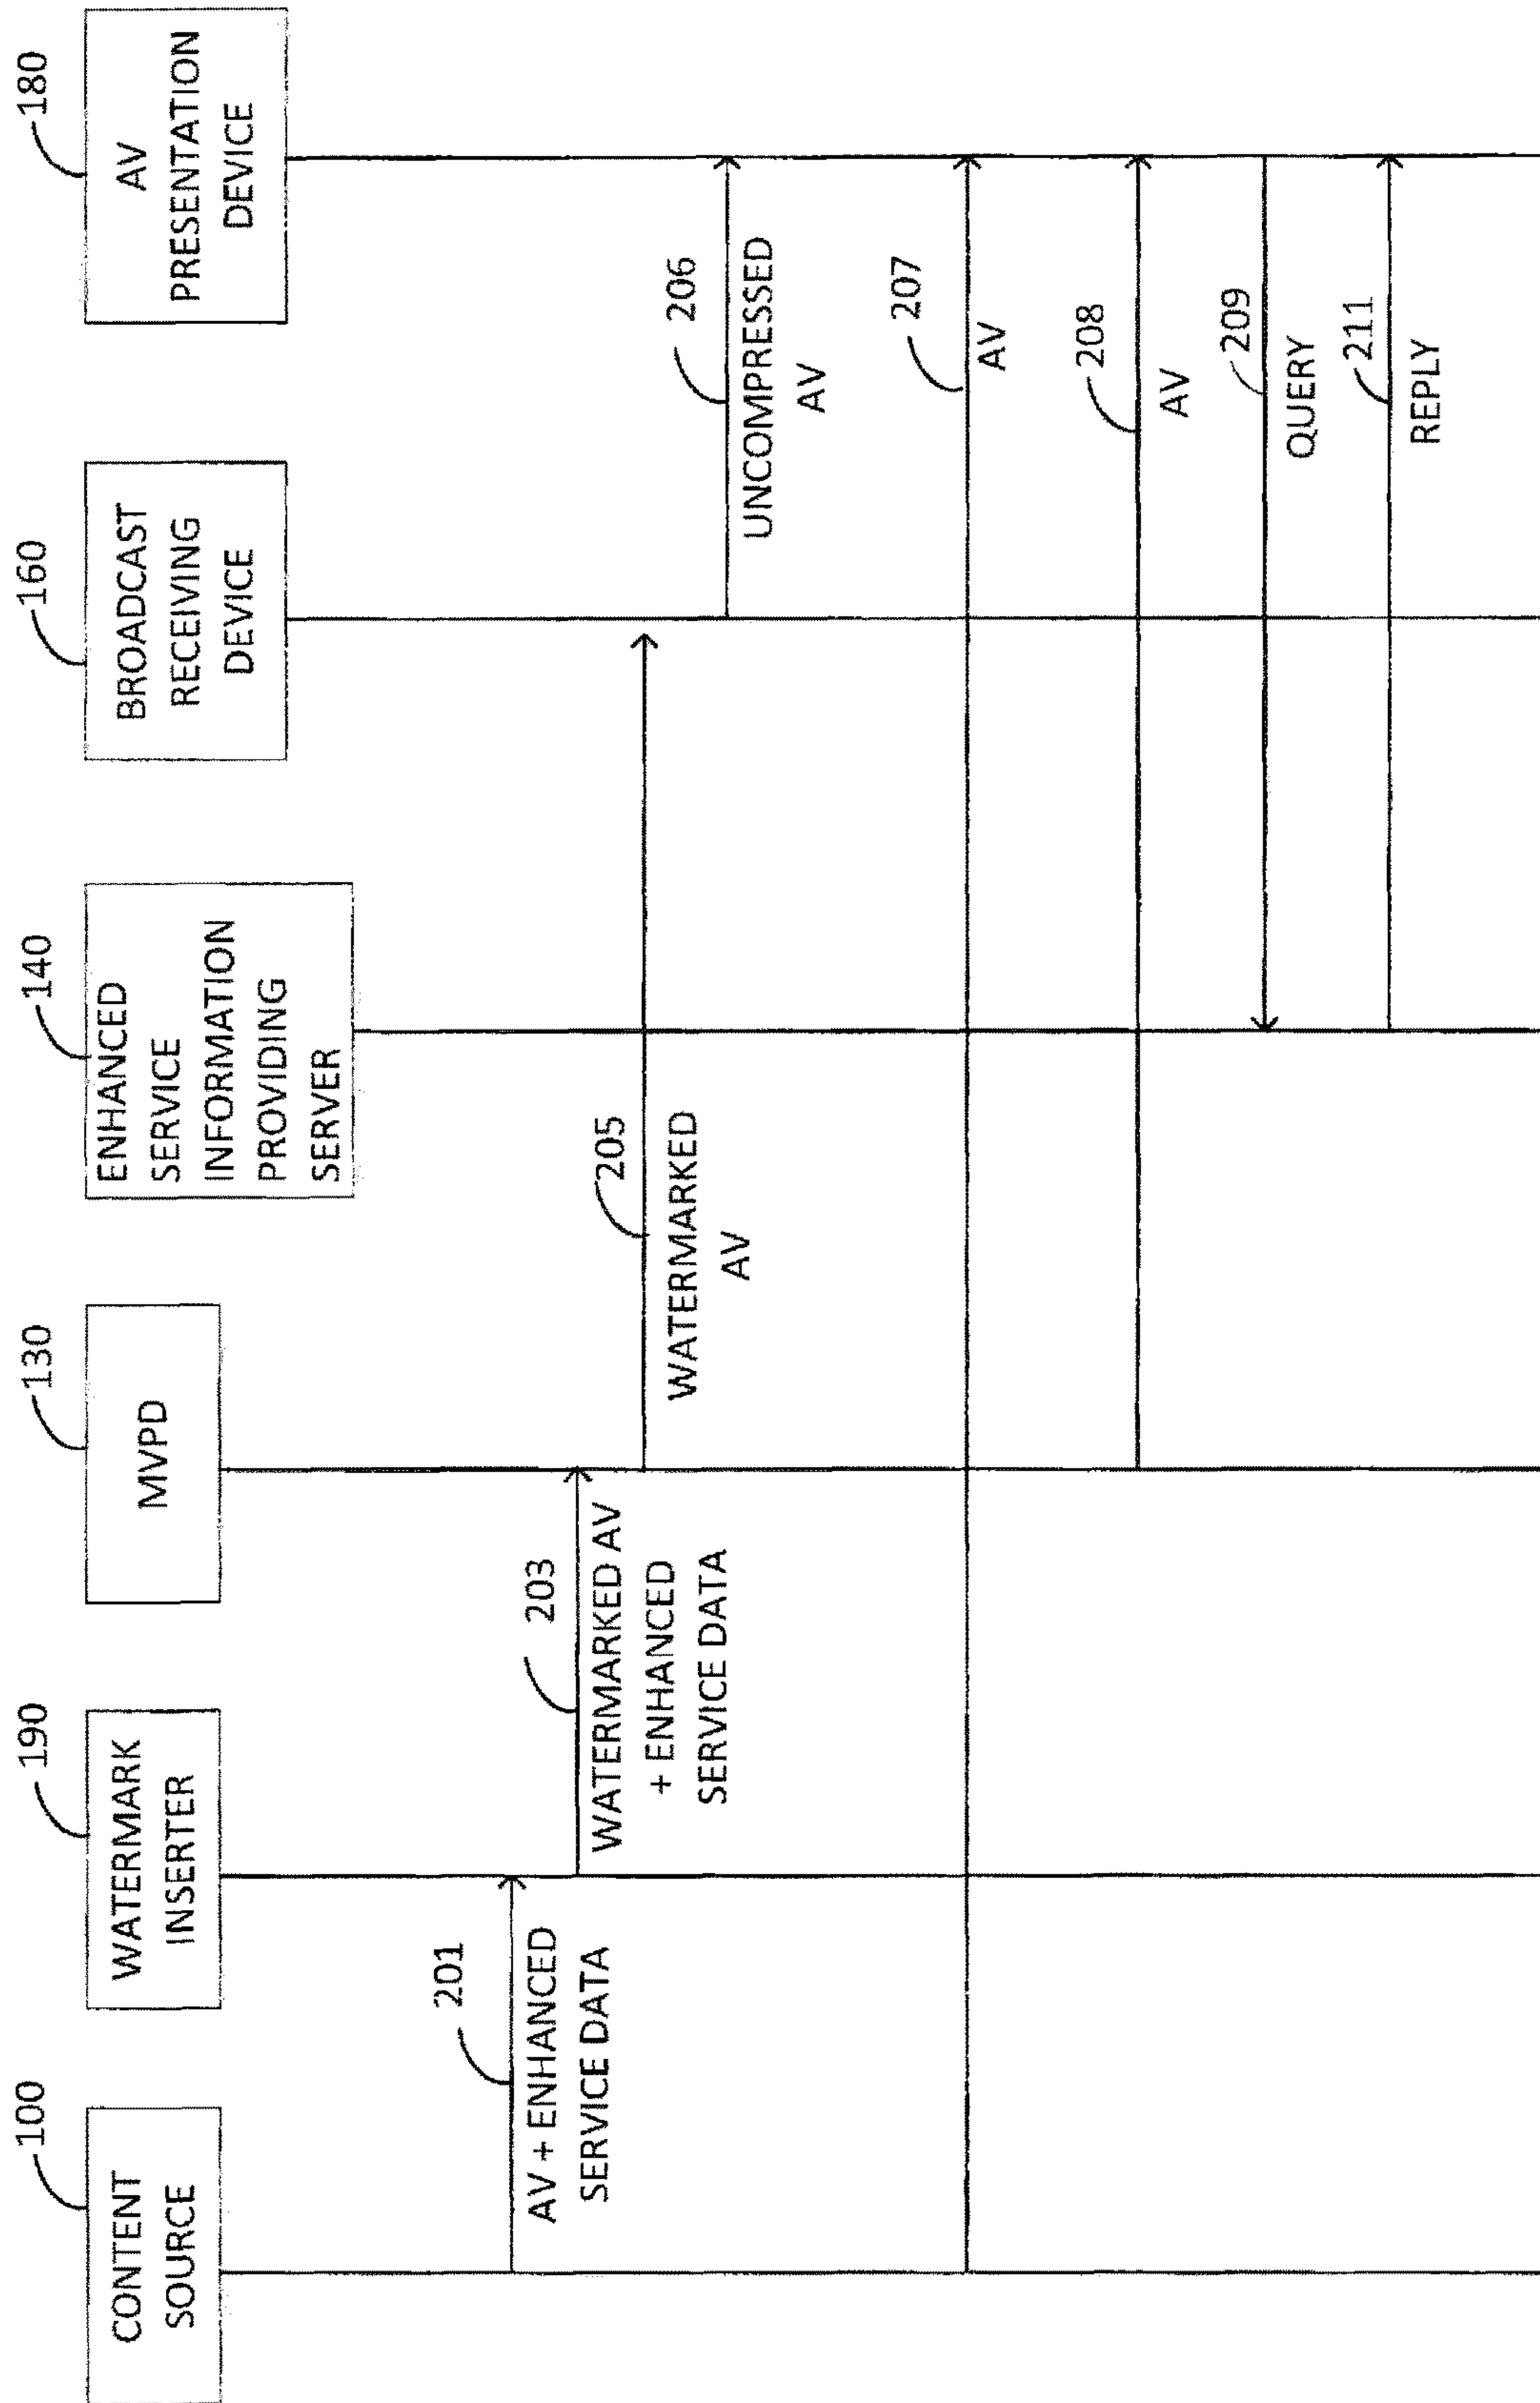 100
CONTENT
SOURCE
190
WATERMARK
INSERTER
130
MVPD
140
ENHANCED
SERVICE
INFORMATION
PROVIDING
SERVER
160
BROADCAST
RECEIVING
DEVICE
180
AV
PRESENTATION
DEVICE
201
AV + ENHANCED
SERVICE DATA
203
WATERMARKED AV
+ ENHANCED
SERVICE DATA
205
WATERMARKED
AV
206
UNCOMPRESSED
AV
207
AV
208
AV
209
QUERY
211
REPLY